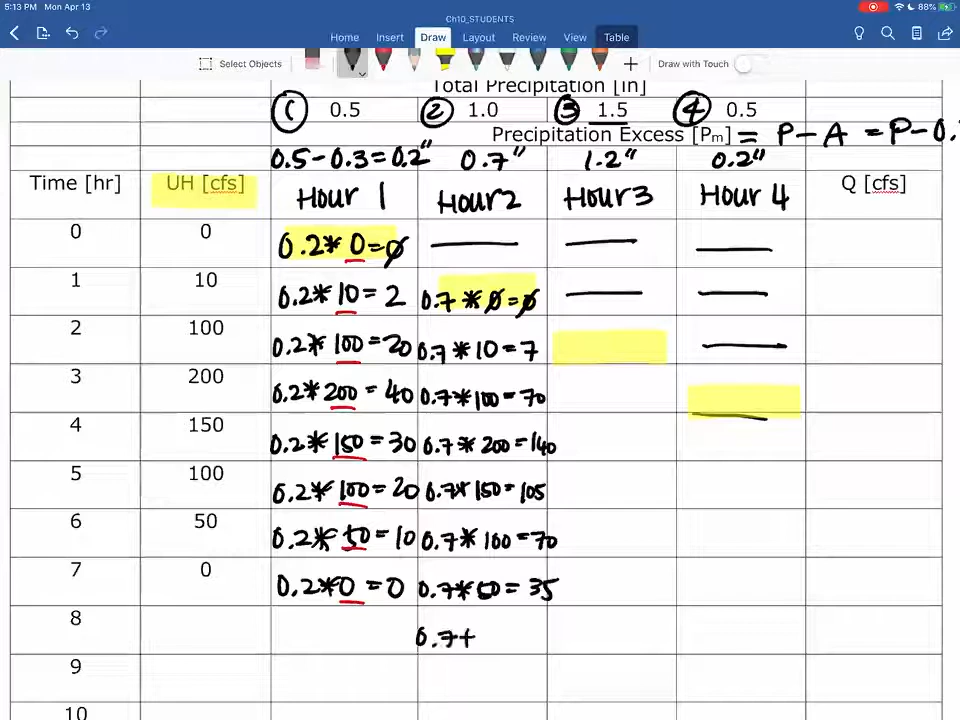 5:13 PM Mon Apr 13 88%
Ch10_STUDENTS
Home Insert Draw Layout Review View Table
Select Objects Draw with Touch
Total Precipitation [in]
① 0.5 ② 1.0 ③ 1.5 ④ 0.5
Precipitation Excess [Pm] = P-A = P-0.
0.5-0.3=0.2" 0.7" 1.2" 0.2"
Time [hr] UH [cfs] Hour 1 Hour 2 Hour 3 Hour 4 Q [cfs]
0 0 0.2*0=0 — — —
1 10 0.2*10=2 0.7*0=0 — —
2 100 0.2*100=20 0.7*10=7 —
3 200 0.2*200=40 0.7*100=70 —
4 150 0.2*150=30 0.7*200=140
5 100 0.2*100=20 0.7*150=105
6 50 0.2*50=10 0.7*100=70
7 0 0.2*0=0 0.7*50=35
8 0.7+
9
10